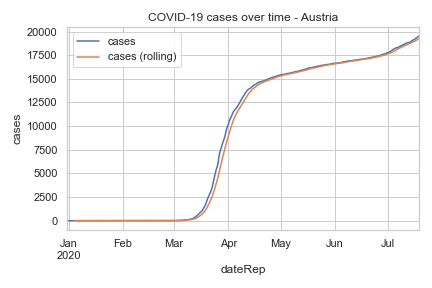 COVID-19 cases over time - Austria
cases
cases (rolling)
20000
17500
15000
12500
10000
7500
5000
2500
0
cases
Jan Feb Mar Apr May Jun Jul
2020
dateRep